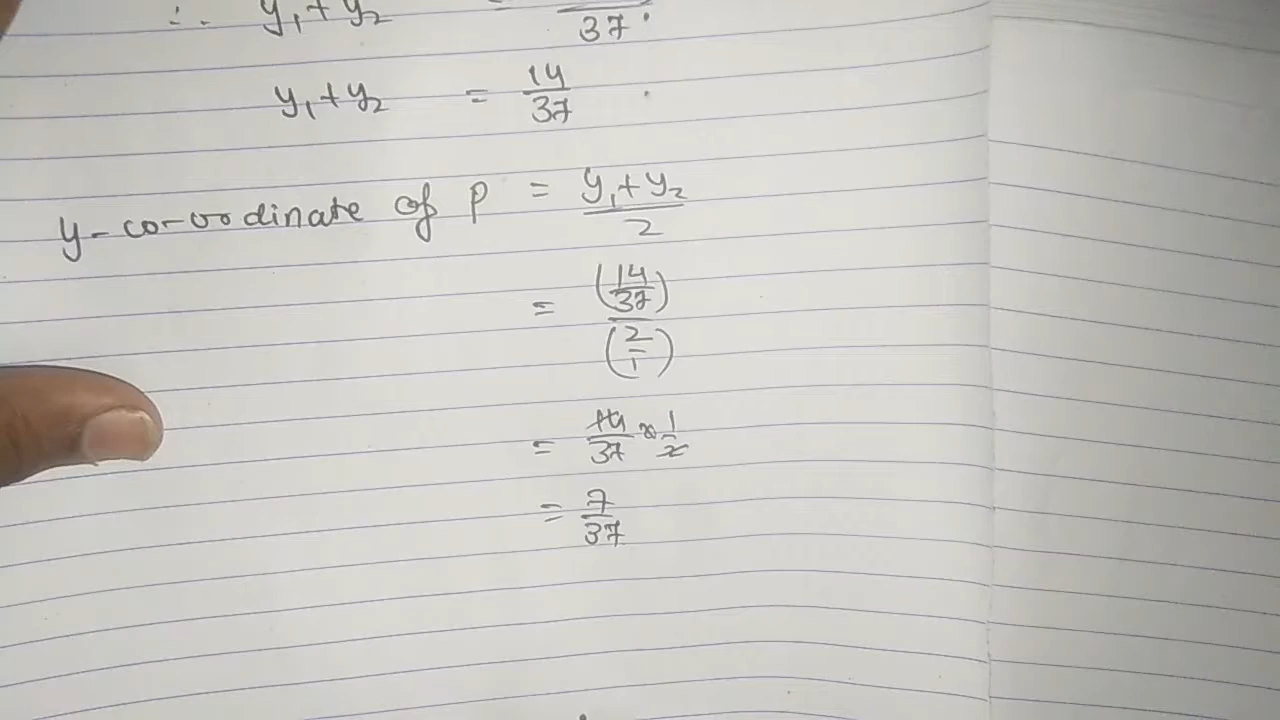 ∴ y₁+y₂ = /37.
y₁+y₂ = 14/37 .
y-co-ordinate of P = (y₁+y₂)/2
= (14/37)/(2/1)
= 14/37 × 1/2
= 7/37